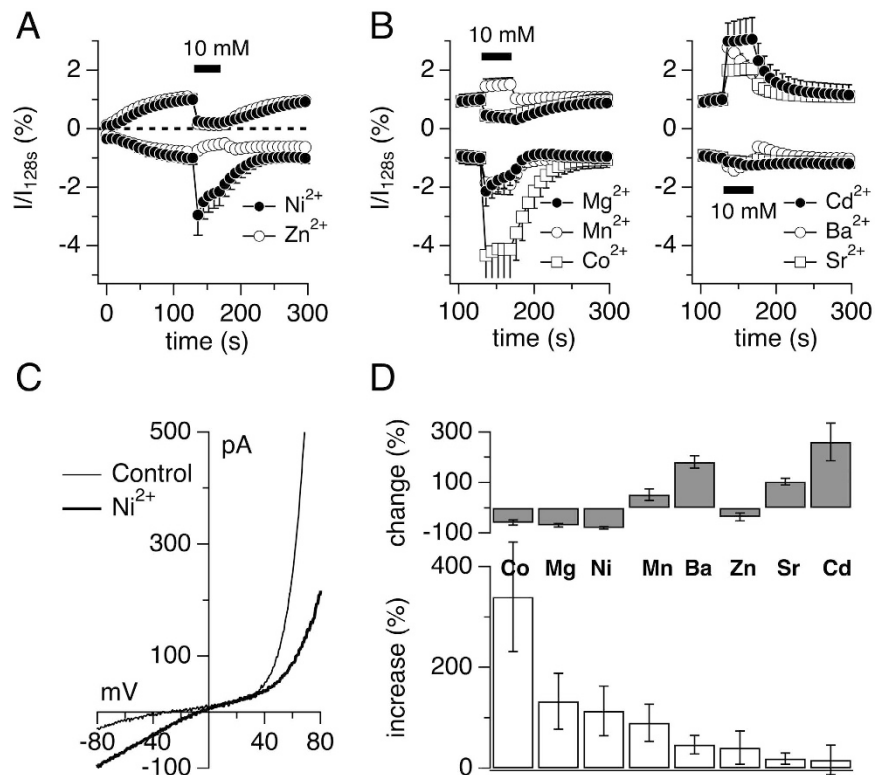 A
10 mM
2
0
-2
-4
I/I128s (%)
Ni2+
Zn2+
0
100
200
300
time (s)
B
10 mM
2
0
-2
-4
I/I128s (%)
Mg2+
Mn2+
Co2+
100
200
300
time (s)
10 mM
Cd2+
Ba2+
Sr2+
100
200
300
time (s)
C
500
pA
Control
Ni2+
300
100
mV
-80
-40
0
40
80
-100
D
300
100
-100
change (%)
Co Mg Ni Mn Ba Zn Sr Cd
400
200
0
increase (%)